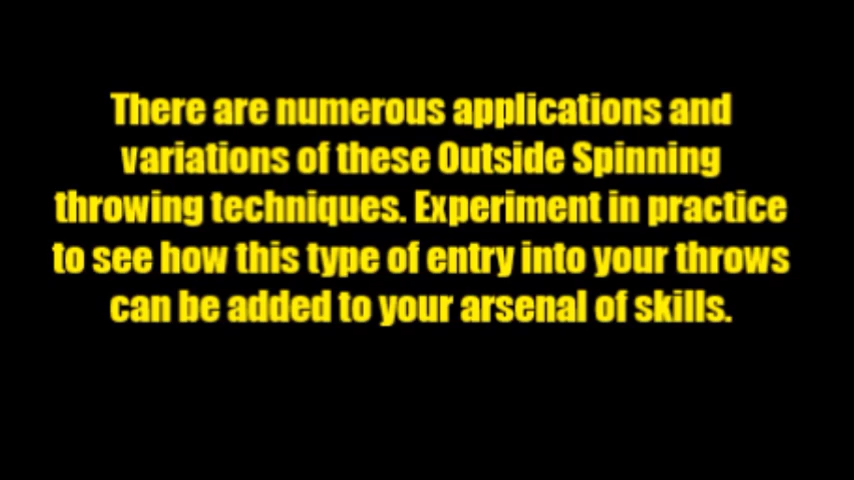 There are numerous applications and
variations of these Outside Spinning
throwing techniques. Experiment in practice
to see how this type of entry into your throws
can be added to your arsenal of skills.